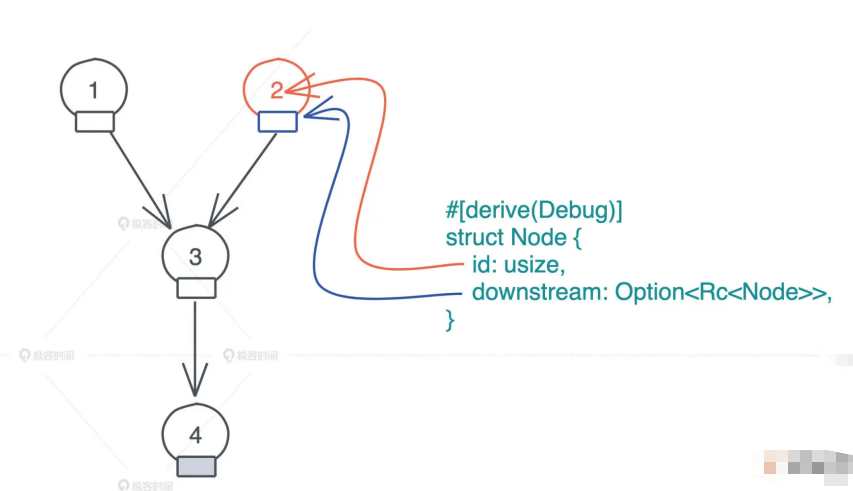 1
2
极客时间
3
#[derive(Debug)]
struct Node {
id: usize,
downstream: Option<Rc<Node>>,
}
极客时间
极客时间
4
极客时间